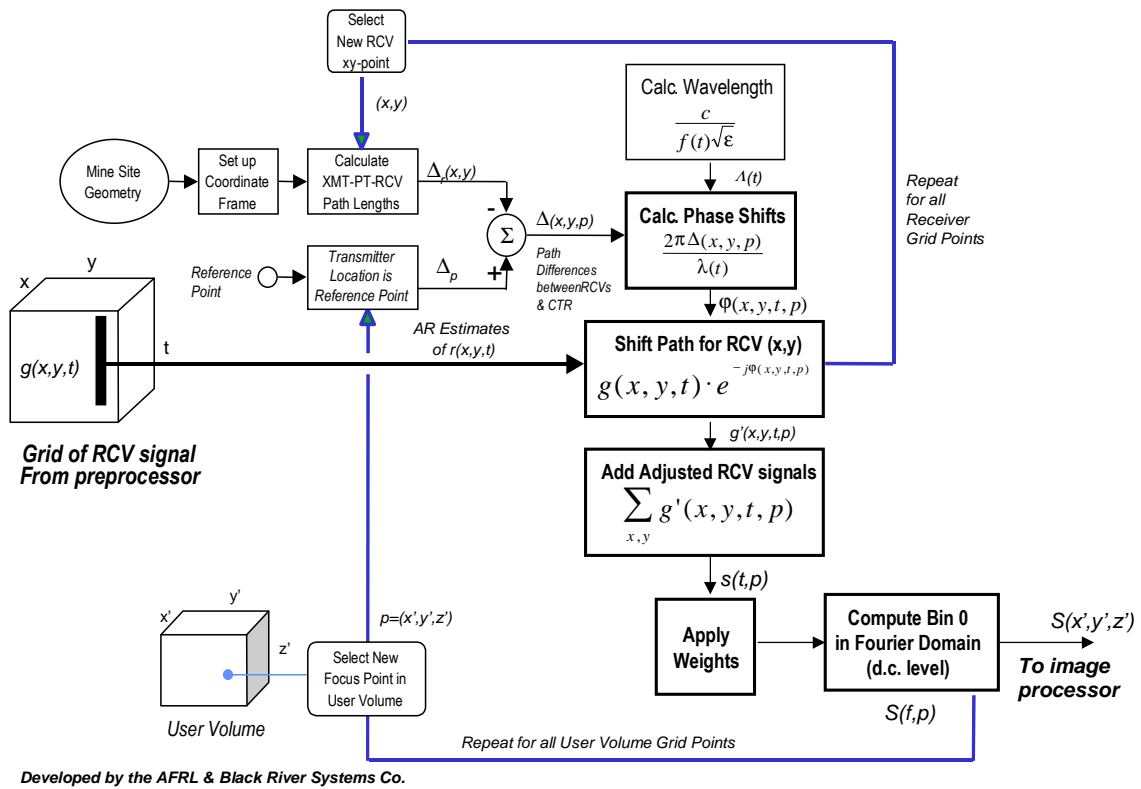 Select
New RCV
xy-point
(x,y)
Calc. Wavelength
c
f(t)√ε
Λ(t)
Mine Site
Geometry
Set up
Coordinate
Frame
Calculate
XMT-PT-RCV
Path Lengths
Δr(x,y)
-
Σ
+
Δ(x,y,p)
Path
Differences
betweenRCVs
& CTR
Calc. Phase Shifts
2πΔ(x,y,p)
λ(t)
Repeat
for all
Receiver
Grid Points
Reference
Point
Transmitter
Location is
Reference Point
Δp
φ(x,y,t,p)
x
y
t
g(x,y,t)
AR Estimates
of r(x,y,t)
Shift Path for RCV (x,y)
g(x,y,t)·e^-jφ(x,y,t,p)
Grid of RCV signal
From preprocessor
g'(x,y,t,p)
Add Adjusted RCV signals
∑ g'(x,y,t,p)
x,y
s(t,p)
x'
y'
z'
User Volume
p=(x',y',z')
Select New
Focus Point in
User Volume
Apply
Weights
Compute Bin 0
in Fourier Domain
(d.c. level)
S(x',y',z')
To image
processor
S(f,p)
Repeat for all User Volume Grid Points
Developed by the AFRL & Black River Systems Co.